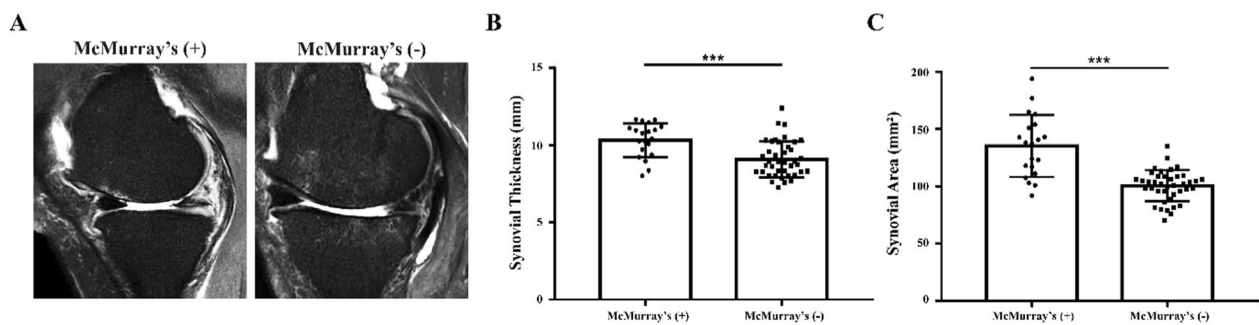 A
McMurray's (+)
McMurray's (-)
B
Synovial Thickness (mm)
15
10
5
0
***
McMurray's (+)
McMurray's (-)
C
Synovial Area (mm²)
200
150
100
50
0
***
McMurray's (+)
McMurray's (-)